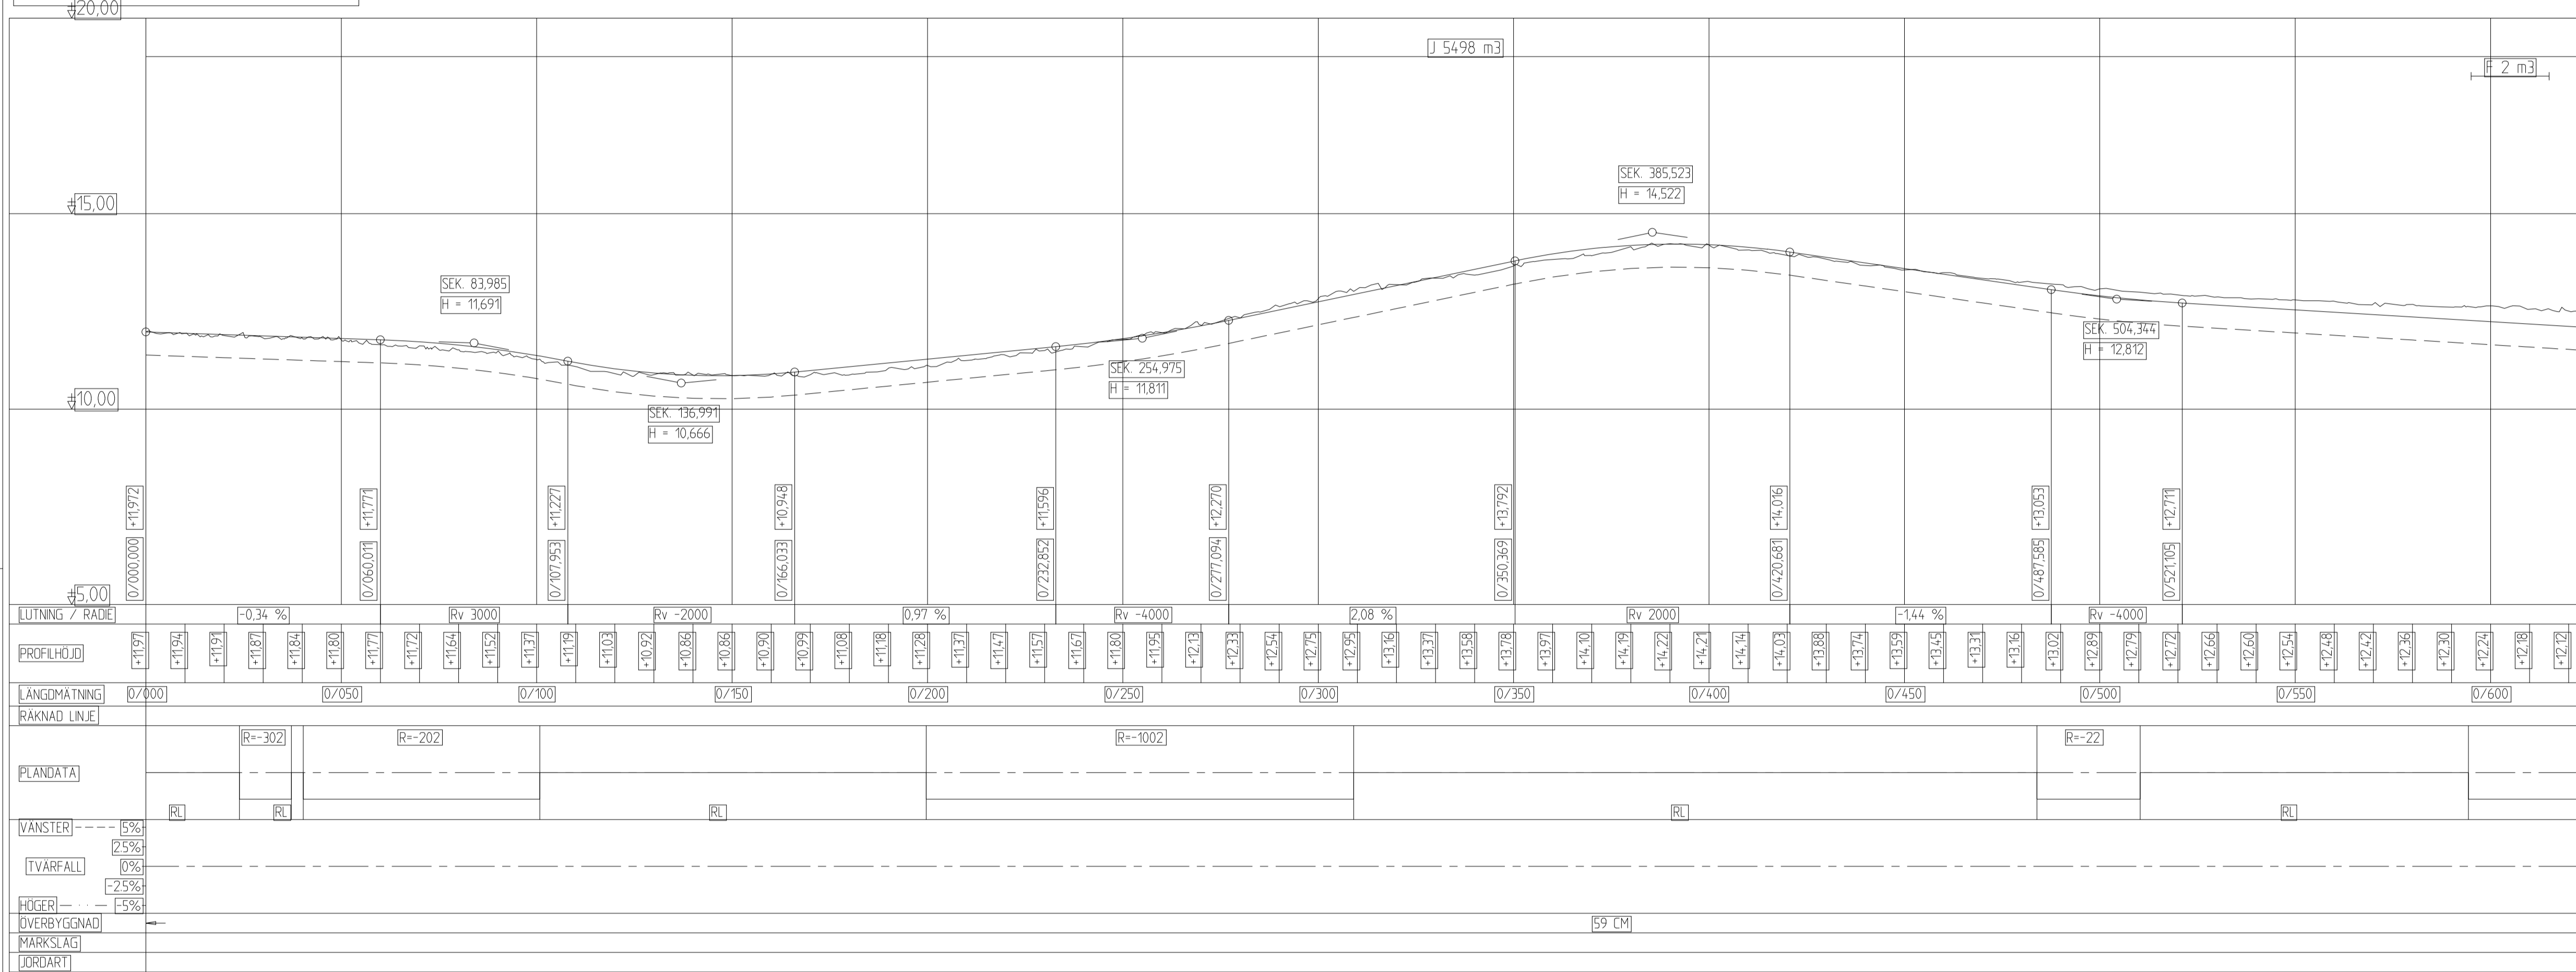 +20,00
J 5498 m3
F 2 m3
+15,00
SEK. 385,523
H = 14,522
SEK. 83,985
H = 11,691
SEK. 504,344
H = 12,812
SEK. 254,975
H = 11,811
+10,00
SEK. 136,991
H = 10,666
+11,972 +11,771 +11,227 +10,948 +11,596 +12,270 +13,792 +14,016 +13,053 +12,711
0/000,000 0/060,011 0/107,953 0/166,033 0/232,852 0/277,094 0/350,369 0/420,681 0/487,585 0/521,105
+5,00
LUTNING / RADIE -0,34 % Rv 3000 Rv -2000 0,97 % Rv -4000 2,08 % Rv 2000 -1,44 % Rv -4000
PROFILHÖJD +11,97 +11,94 +11,91 +11,87 +11,84 +11,80 +11,77 +11,72 +11,64 +11,52 +11,37 +11,19 +11,03 +10,92 +10,86 +10,86 +10,90 +10,99 +11,08 +11,18 +11,28 +11,37 +11,47 +11,57 +11,67 +11,80 +11,95 +12,13 +12,33 +12,54 +12,75 +12,95 +13,16 +13,37 +13,58 +13,78 +13,97 +14,10 +14,19 +14,22 +14,21 +14,14 +14,03 +13,88 +13,74 +13,59 +13,45 +13,31 +13,16 +13,02 +12,89 +12,79 +12,72 +12,66 +12,60 +12,54 +12,48 +12,42 +12,36 +12,30 +12,24 +12,18 +12,12
LÄNGDMÄTNING 0/000 0/050 0/100 0/150 0/200 0/250 0/300 0/350 0/400 0/450 0/500 0/550 0/600
RÄKNAD LINJE
R=-302 R=-202 R=-1002 R=-22
PLANDATA
RL RL RL RL RL
VÄNSTER 5%
2.5%
TVÄRFALL 0%
-2.5%
HÖGER -5%
ÖVERBYGGNAD 59 CM
MARKSLAG
JORDART